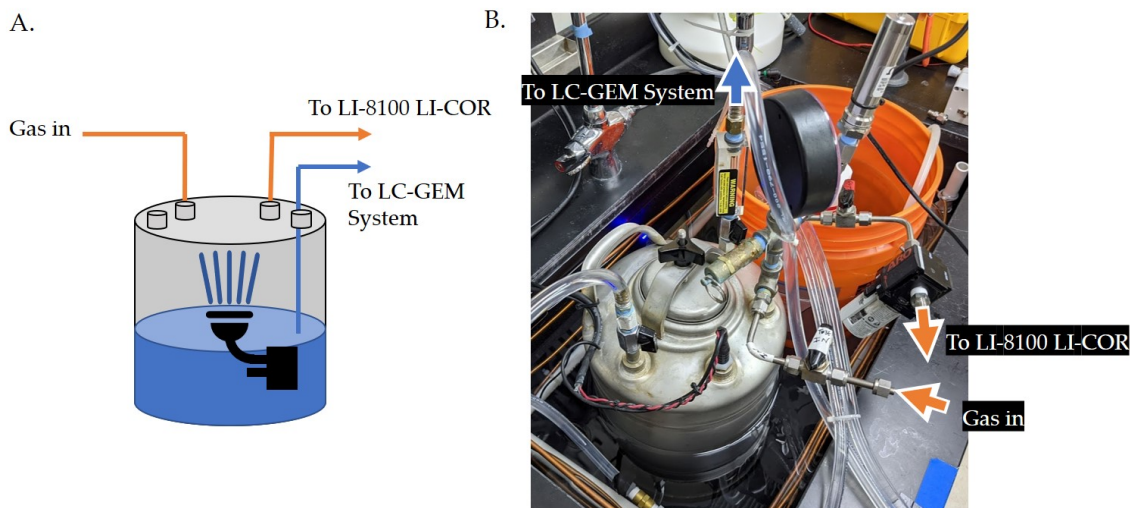 A.
Gas in
To LI-8100 LI-COR
To LC-GEM
System
B.
To LC-GEM System
WARNING
To LI-8100 LI-COR
Gas in